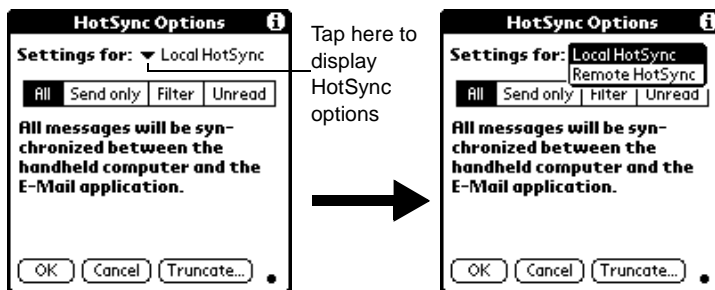 HotSync Options
Settings for: Local HotSync
All Send only Filter Unread
All messages will be syn-
chronized between the
handheld computer and the
E-Mail application.
OK Cancel Truncate...
Tap here to
display
HotSync
options
HotSync Options
Settings for: Local HotSync
Remote HotSync
All Send only Filter Unread
All messages will be syn-
chronized between the
handheld computer and the
E-Mail application.
OK Cancel Truncate...